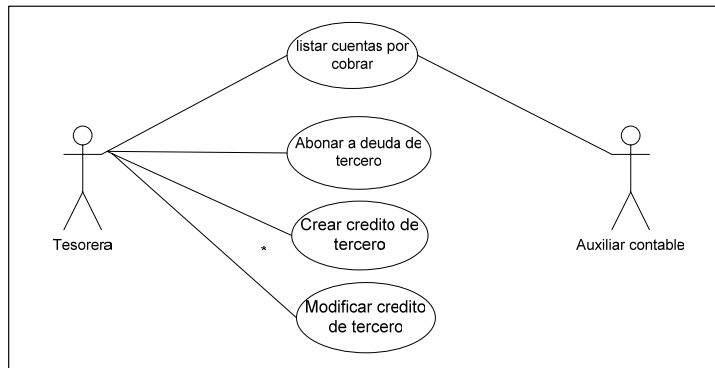 listar cuentas por
cobrar
Abonar a deuda de
tercero
Tesorera
Auxiliar contable
Crear credito de
tercero
*
Modificar credito
de tercero